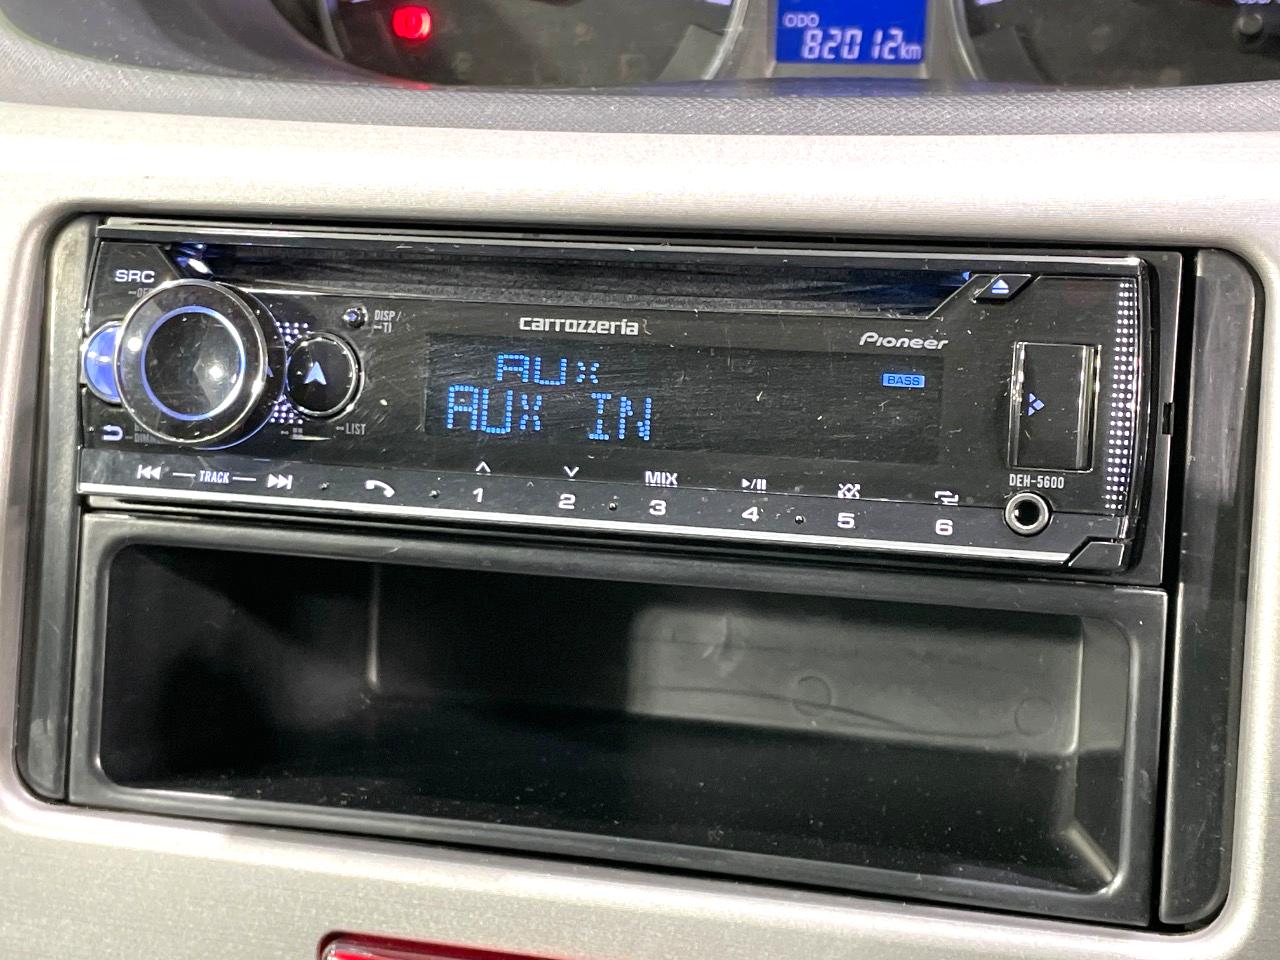 ODO
82012km
SRC
DISP/
TI
carrozzeria
Pioneer
AUX
BASS
AUX IN
LIST
TRACK
MIX
DEH-5600
1
2
3
4
5
6